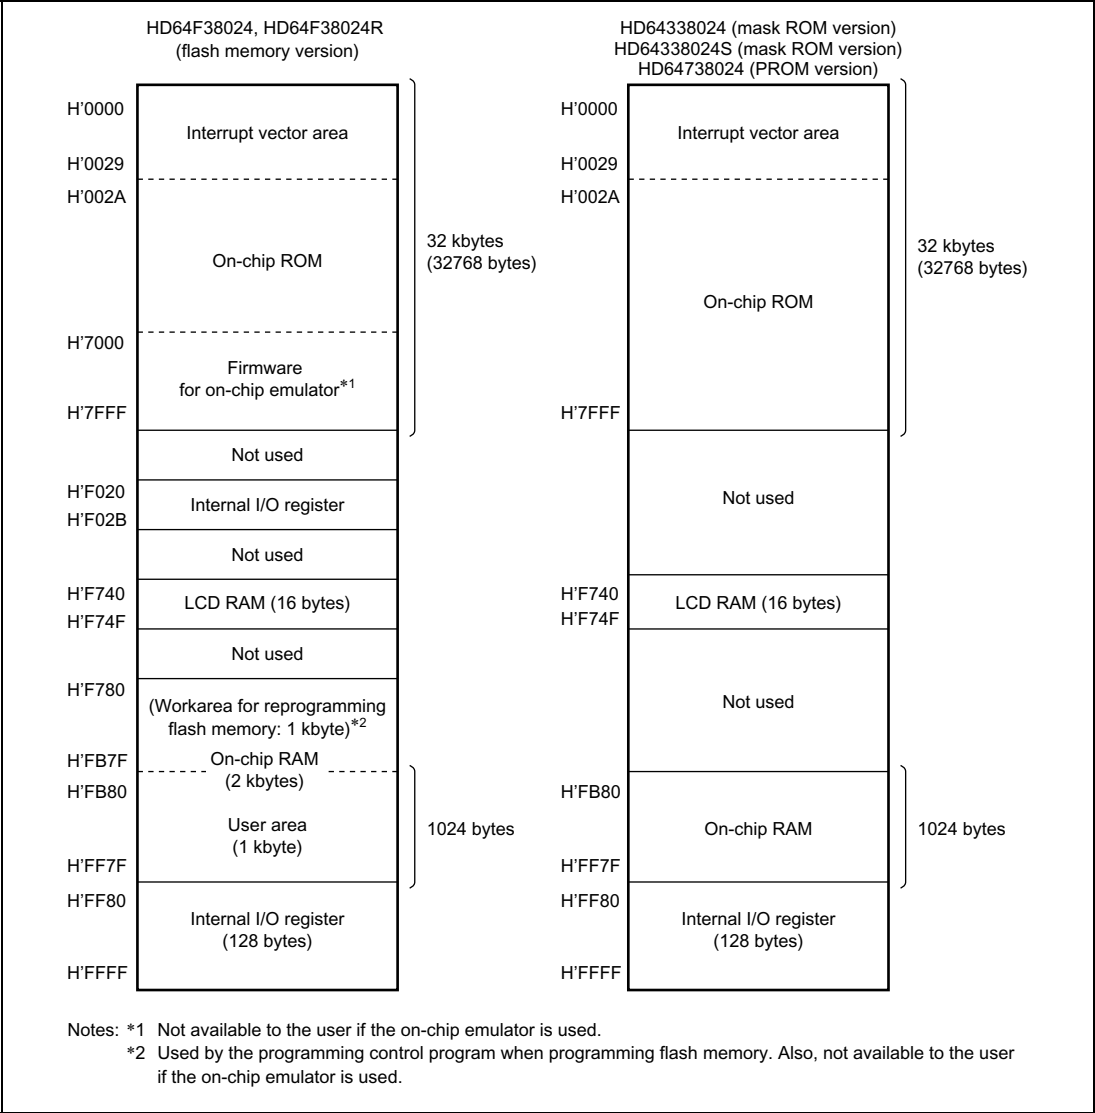 HD64F38024, HD64F38024R
(flash memory version)
H'0000
Interrupt vector area
H'0029
H'002A
On-chip ROM
32 kbytes
(32768 bytes)
H'7000
Firmware
for on-chip emulator*1
H'7FFF
Not used
H'F020
Internal I/O register
H'F02B
Not used
H'F740
LCD RAM (16 bytes)
H'F74F
Not used
H'F780
(Workarea for reprogramming
flash memory: 1 kbyte)*2
H'FB7F
On-chip RAM
(2 kbytes)
H'FB80
User area
(1 kbyte)
1024 bytes
H'FF7F
H'FF80
Internal I/O register
(128 bytes)
H'FFFF
HD64338024 (mask ROM version)
HD64338024S (mask ROM version)
HD64738024 (PROM version)
H'0000
Interrupt vector area
H'0029
H'002A
32 kbytes
(32768 bytes)
On-chip ROM
H'7FFF
Not used
H'F740
LCD RAM (16 bytes)
H'F74F
Not used
H'FB80
On-chip RAM
1024 bytes
H'FF7F
H'FF80
Internal I/O register
(128 bytes)
H'FFFF
Notes: *1 Not available to the user if the on-chip emulator is used.
*2 Used by the programming control program when programming flash memory. Also, not available to the user
if the on-chip emulator is used.